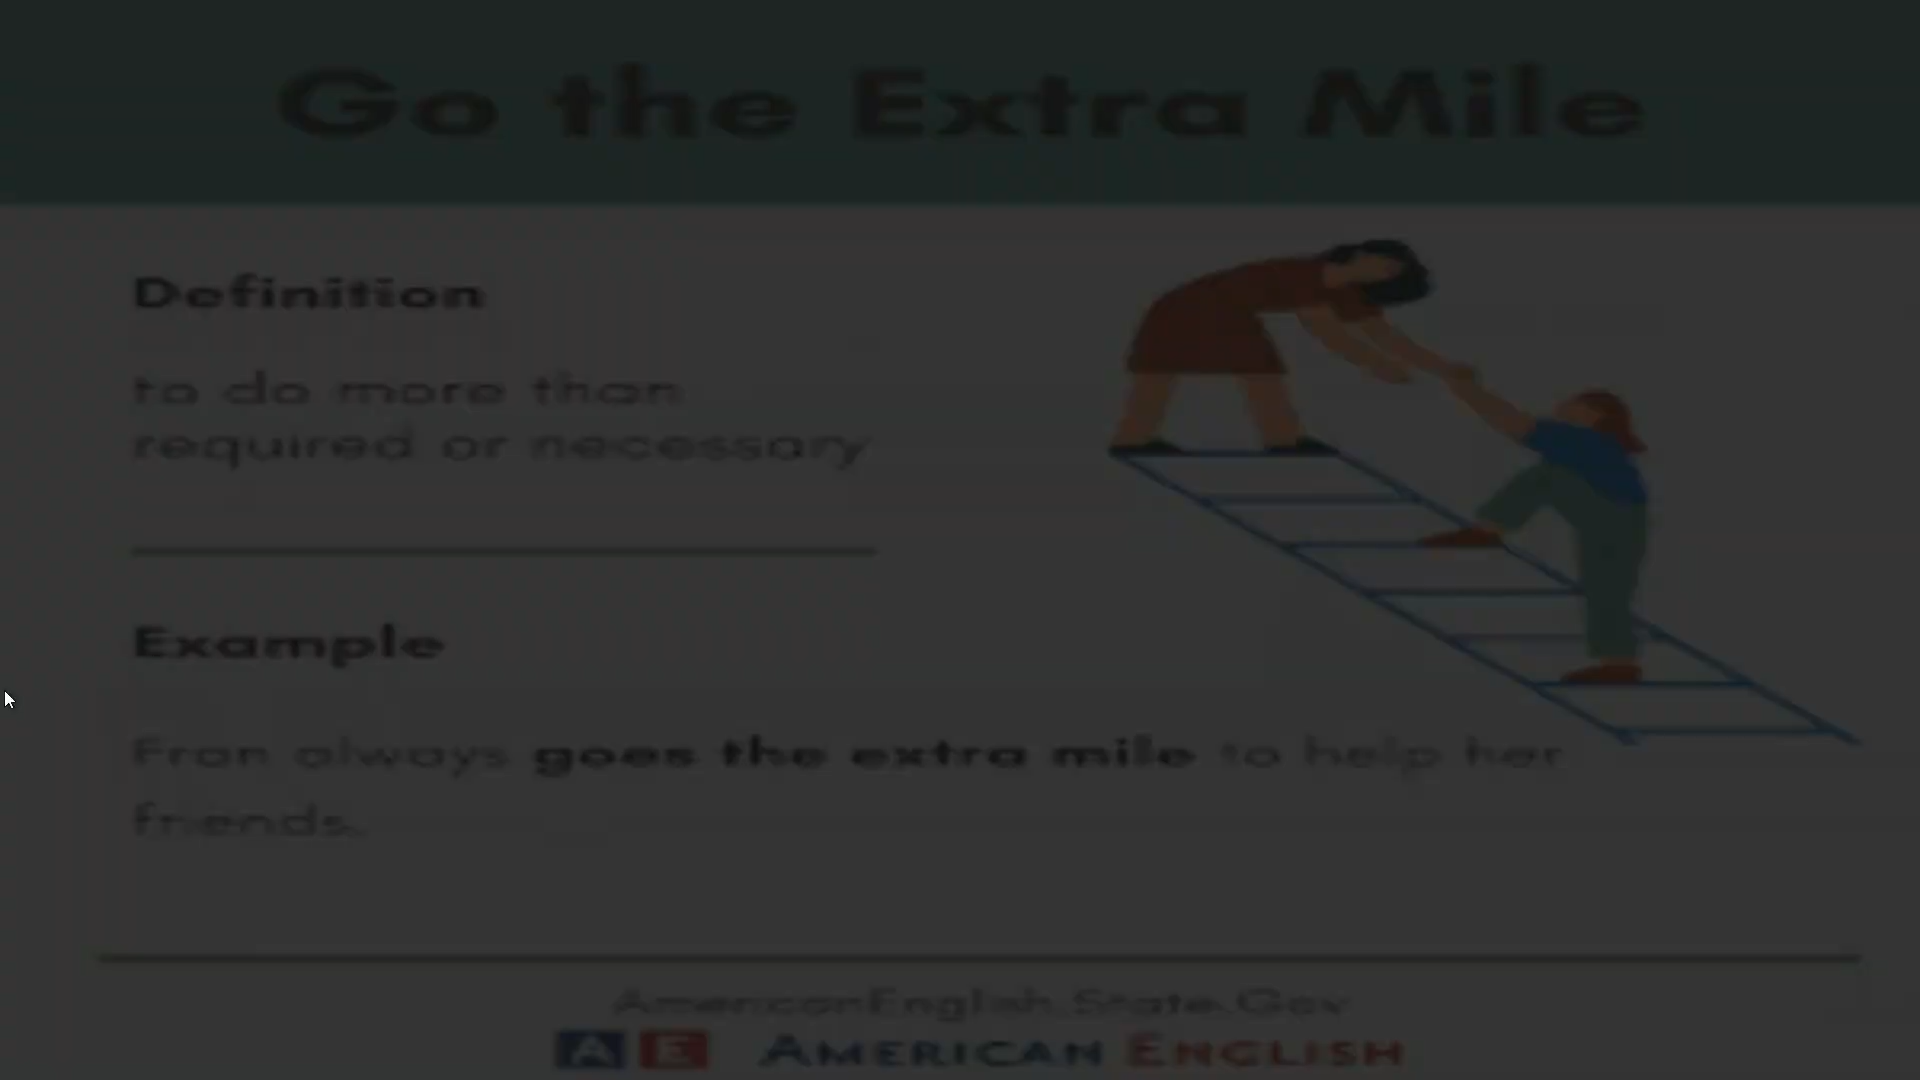 Go the Extra Mile
Definition
to do more than
required or necessary
Example
Fran always goes the extra mile to help her
friends.
AmericanEnglish.State.Gov
A E AMERICAN ENGLISH